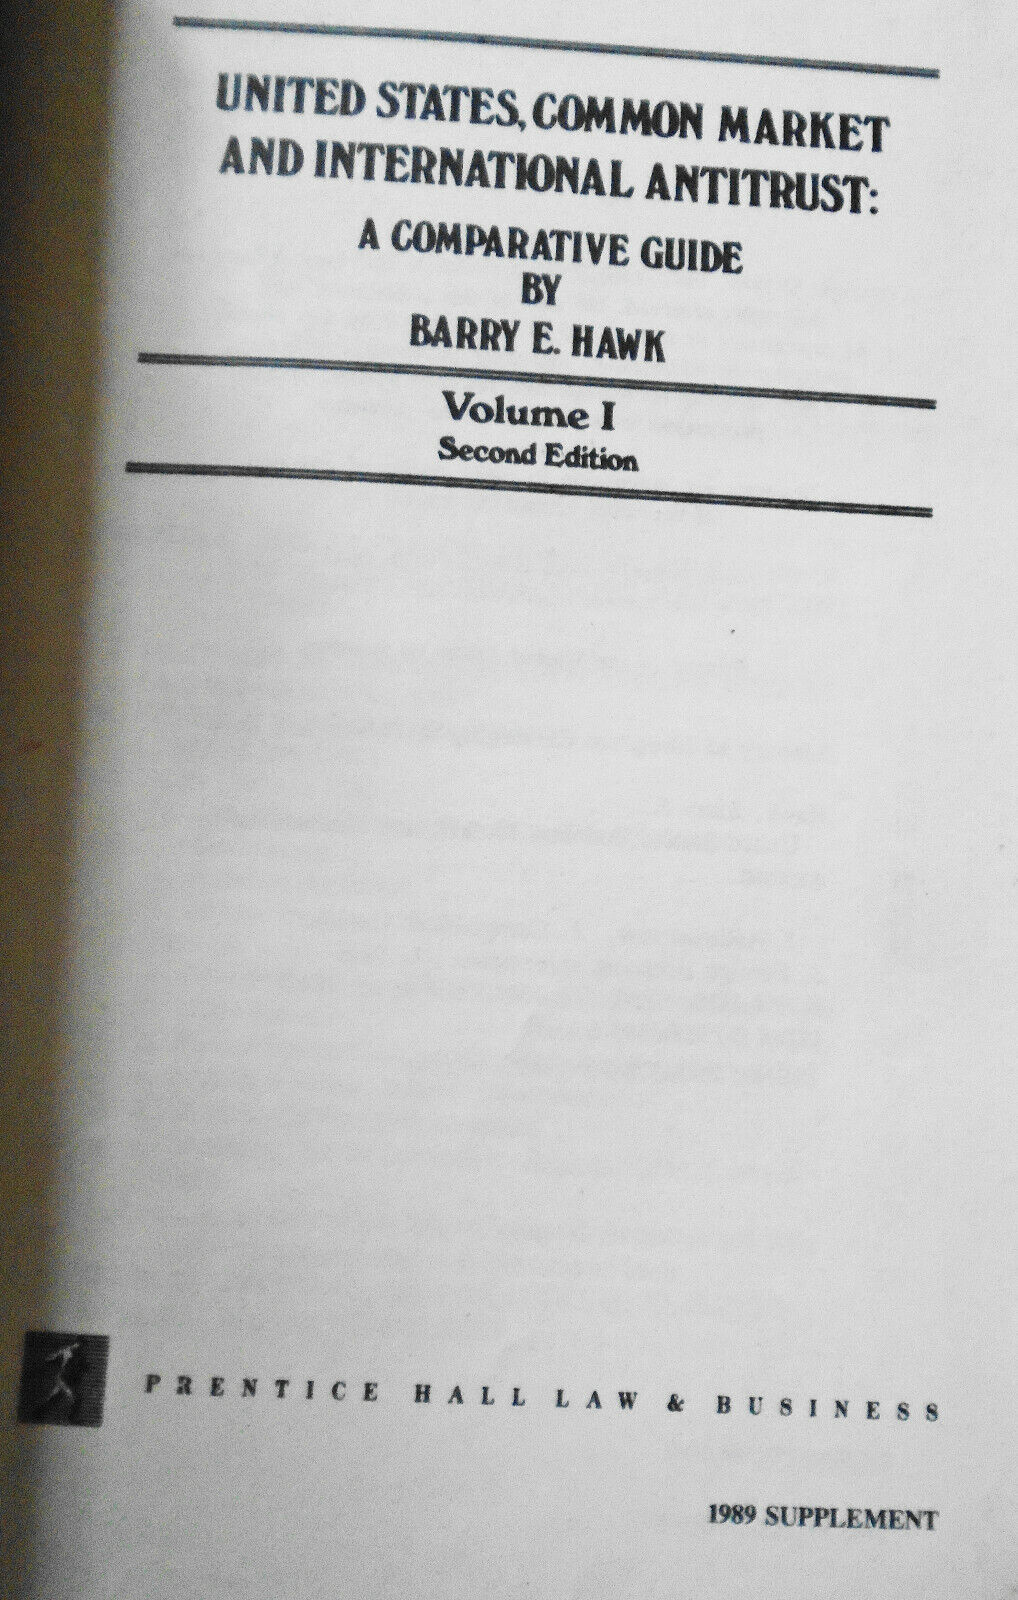 UNITED STATES, COMMON MARKET
AND INTERNATIONAL ANTITRUST:
A COMPARATIVE GUIDE
BY
BARRY E. HAWK
Volume I
Second Edition
PRENTICE HALL LAW & BUSINESS
1989 SUPPLEMENT